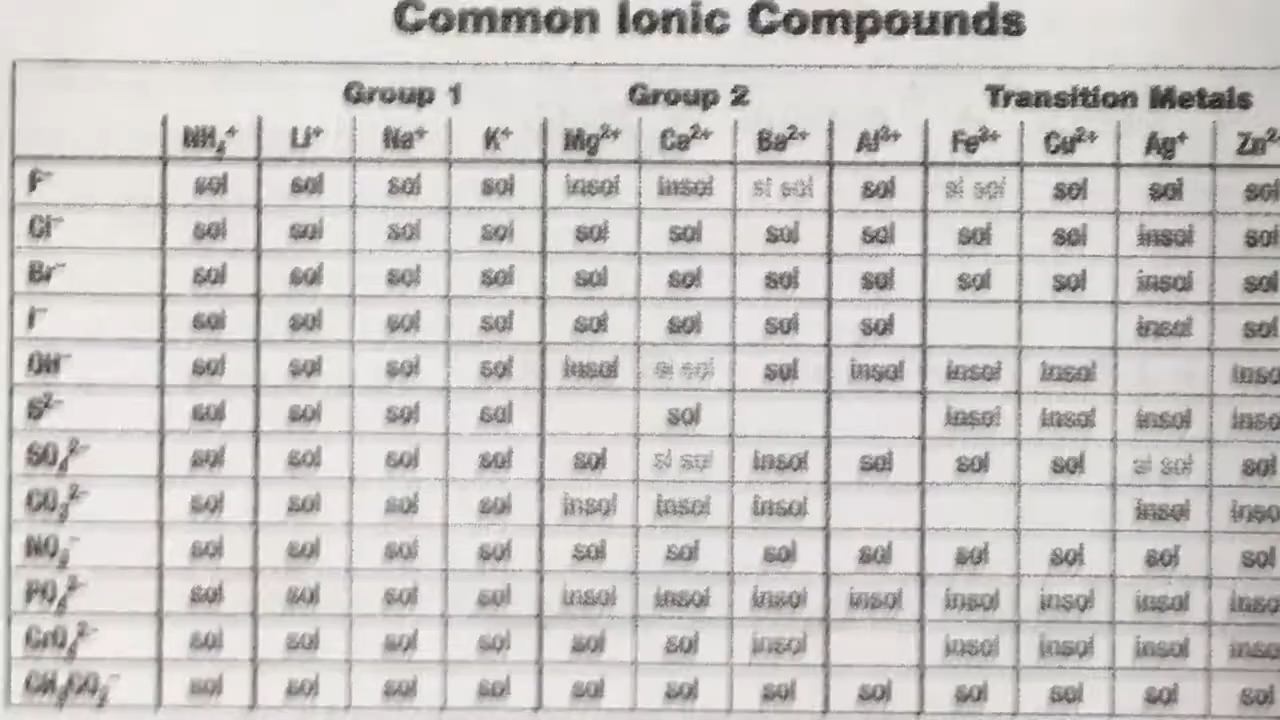 Common Ionic Compounds
Group 1 Group 2 Transition Metals
NH₄⁺ Li⁺ Na⁺ K⁺ Mg²⁺ Ca²⁺ Ba²⁺ Al³⁺ Fe³⁺ Cu²⁺ Ag⁺ Zn²
F⁻ sol sol sol sol insol insol sl sol sol sl sol sol sol sol
Cl⁻ sol sol sol sol sol sol sol sol sol sol insol sol
Br⁻ sol sol sol sol sol sol sol sol sol sol insol sol
I⁻ sol sol sol sol sol sol sol sol insol sol
OH⁻ sol sol sol sol insol sl sol sol insol insol insol inso
S²⁻ sol sol sol sol sol insol insol insol inso
SO₄²⁻ sol sol sol sol sol sl sol insol sol sol sol sl sol sol
CO₃²⁻ sol sol sol sol insol insol insol insol inso
NO₃⁻ sol sol sol sol sol sol sol sol sol sol sol sol
sol sol sol sol insol insol insol insol insol insol insol inso
CrO₄²⁻ sol sol sol sol sol sol insol insol insol insol inso
CH₃CO₂⁻ sol sol sol sol sol sol sol sol sol sol sol sol